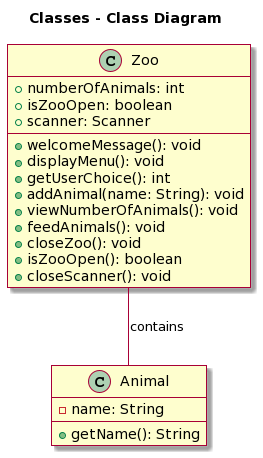 Classes - Class Diagram
C Zoo
numberOfAnimals: int
isZooOpen: boolean
scanner: Scanner
welcomeMessage(): void
displayMenu(): void
getUserChoice(): int
addAnimal(name: String): void
viewNumberOfAnimals(): void
feedAnimals(): void
closeZoo(): void
isZooOpen(): boolean
closeScanner(): void
contains
C Animal
name: String
getName(): String